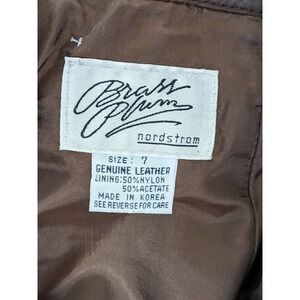 Brass
Plum
nordstrom
SIZE: 7
GENUINE LEATHER
LINING:50%NYLON
50%ACETATE
MADE IN KOREA
SEE REVERSE FOR CARE